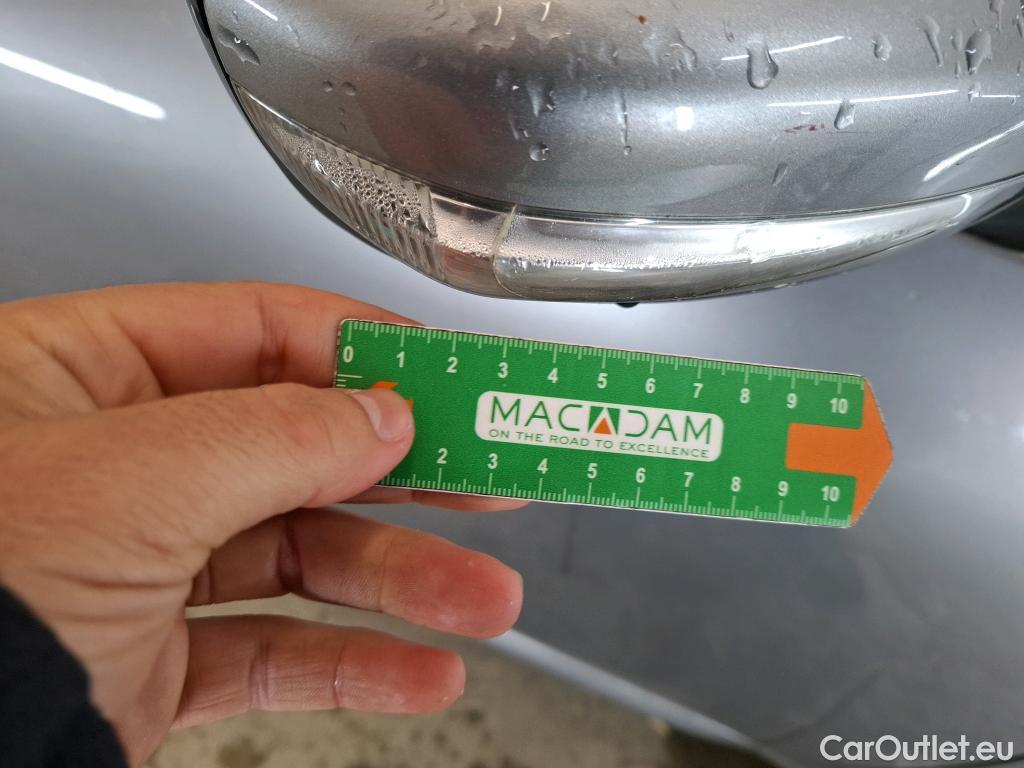 0 1 2 3 4 5 6 7 8 9 10
MACADAM
ON THE ROAD TO EXCELLENCE
2 3 4 5 6 7 8 9 10
CarOutlet.eu